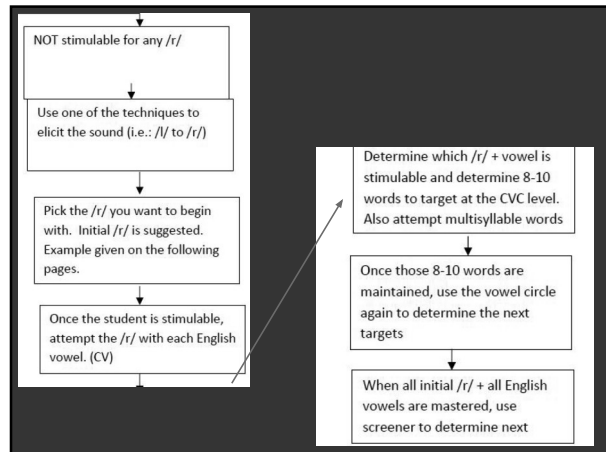 NOT stimulable for any /r/
Use one of the techniques to
elicit the sound (i.e.: /l/ to /r/)
Pick the /r/ you want to begin
with. Initial /r/ is suggested.
Example given on the following
pages.
Once the student is stimulable,
attempt the /r/ with each English
vowel. (CV)
Determine which /r/ + vowel is
stimulable and determine 8-10
words to target at the CVC level.
Also attempt multisyllable words
Once those 8-10 words are
maintained, use the vowel circle
again to determine the next
targets
When all initial /r/ + all English
vowels are mastered, use
screener to determine next